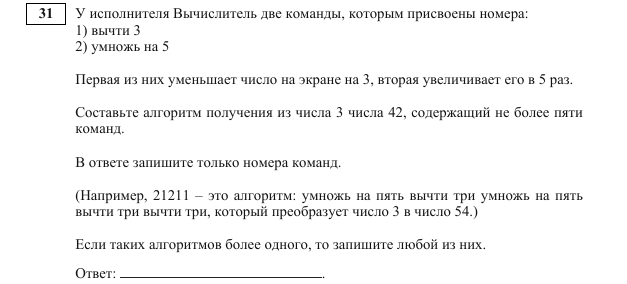 31 У исполнителя Вычислитель две команды, которым присвоены номера:
1) вычти 3
2) умножь на 5
Первая из них уменьшает число на экране на 3, вторая увеличивает его в 5 раз.
Составьте алгоритм получения из числа 3 числа 42, содержащий не более пяти
команд.
В ответе запишите только номера команд.
(Например, 21211 – это алгоритм: умножь на пять вычти три умножь на пять
вычти три вычти три, который преобразует число 3 в число 54.)
Если таких алгоритмов более одного, то запишите любой из них.
Ответ: ____________________________.